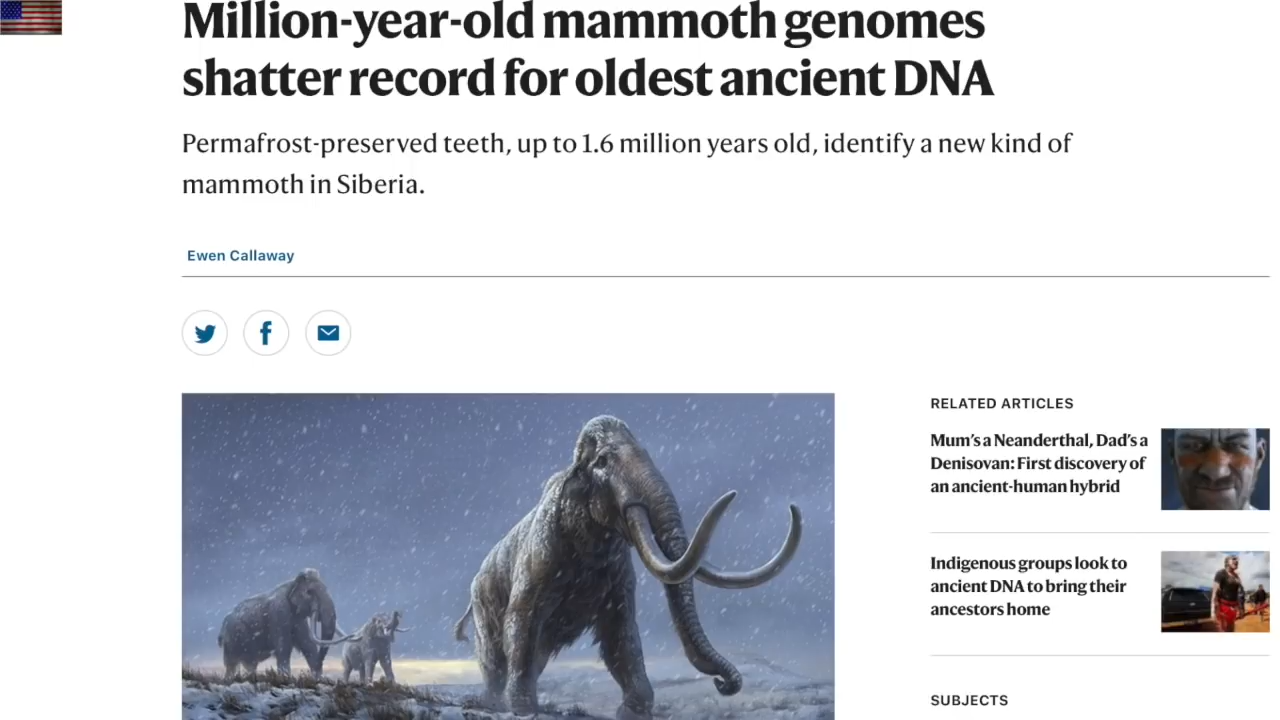 Million-year-old mammoth genomes
shatter record for oldest ancient DNA
Permafrost-preserved teeth, up to 1.6 million years old, identify a new kind of
mammoth in Siberia.
Ewen Callaway
RELATED ARTICLES
Mum's a Neanderthal, Dad's a
Denisovan: First discovery of
an ancient-human hybrid
Indigenous groups look to
ancient DNA to bring their
ancestors home
SUBJECTS